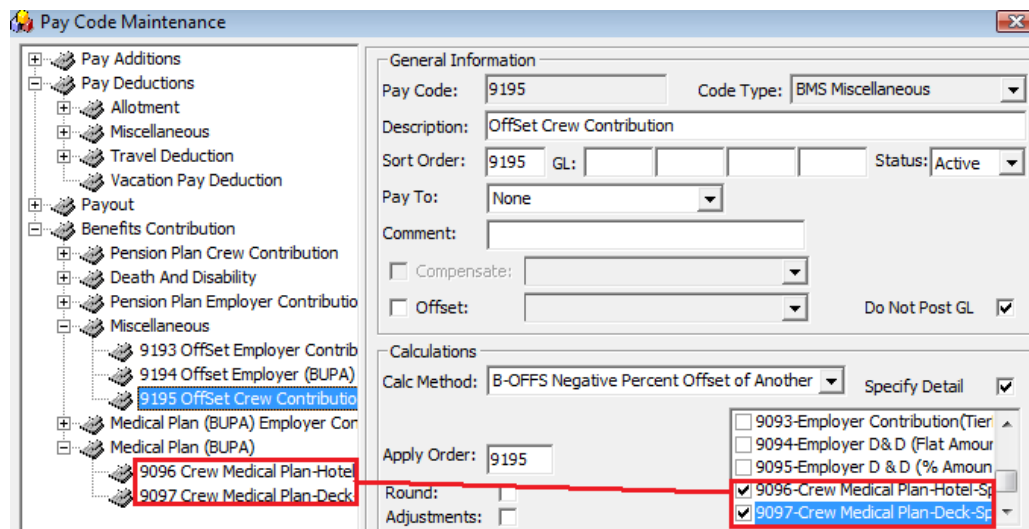 Pay Code Maintenance
Pay Additions
Pay Deductions
Allotment
Miscellaneous
Travel Deduction
Vacation Pay Deduction
Payout
Benefits Contribution
Pension Plan Crew Contribution
Death And Disability
Pension Plan Employer Contributio
Miscellaneous
9193 OffSet Employer Contrib
9194 Offset Employer (BUPA)
9195 OffSet Crew Contributio
Medical Plan (BUPA) Employer Con
Medical Plan (BUPA)
9096 Crew Medical Plan-Hotel
9097 Crew Medical Plan-Deck
General Information
Pay Code: 9195 Code Type: BMS Miscellaneous
Description: OffSet Crew Contribution
Sort Order: 9195 GL: Status: Active
Pay To: None
Comment:
Compensate:
Offset: Do Not Post GL
Calculations
Calc Method: B-OFFS Negative Percent Offset of Another Specify Detail
9093-Employer Contribution(Tier
9094-Employer D&D (Flat Amour
9095-Employer D & D (% Amoun
Apply Order: 9195
9096-Crew Medical Plan-Hotel-Sp
Round:
9097-Crew Medical Plan-Deck-Sp
Adjustments: